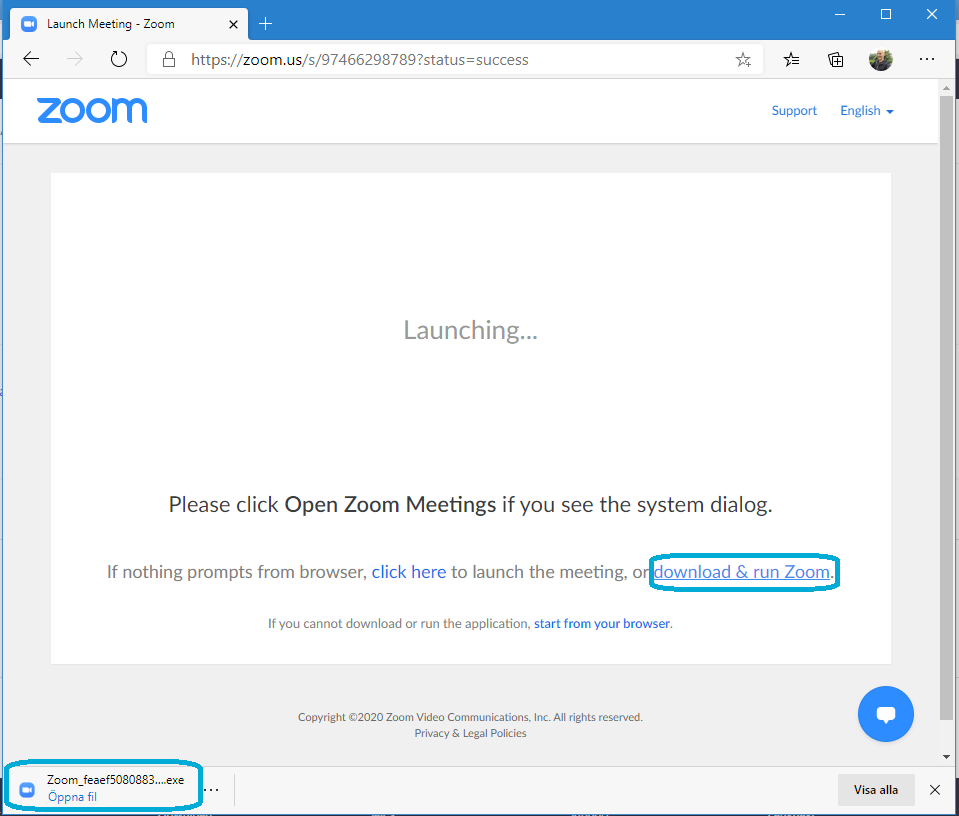 Launch Meeting - Zoom
https://zoom.us/s/97466298789?status=success
zoom
Support English
Launching...
Please click Open Zoom Meetings if you see the system dialog.
If nothing prompts from browser, click here to launch the meeting, or download & run Zoom.
If you cannot download or run the application, start from your browser.
Copyright ©2020 Zoom Video Communications, Inc. All rights reserved.
Privacy & Legal Policies
Zoom_feaef5080883....exe
Öppna fil
Visa alla